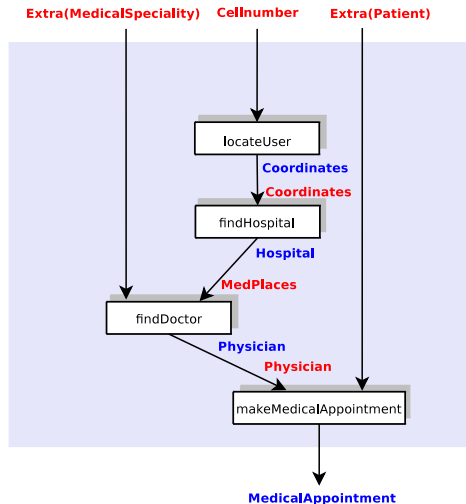 Extra(MedicalSpeciality)
Cellnumber
Extra(Patient)
locateUser
Coordinates
Coordinates
findHospital
Hospital
MedPlaces
findDoctor
Physician
Physician
makeMedicalAppointment
MedicalAppointment